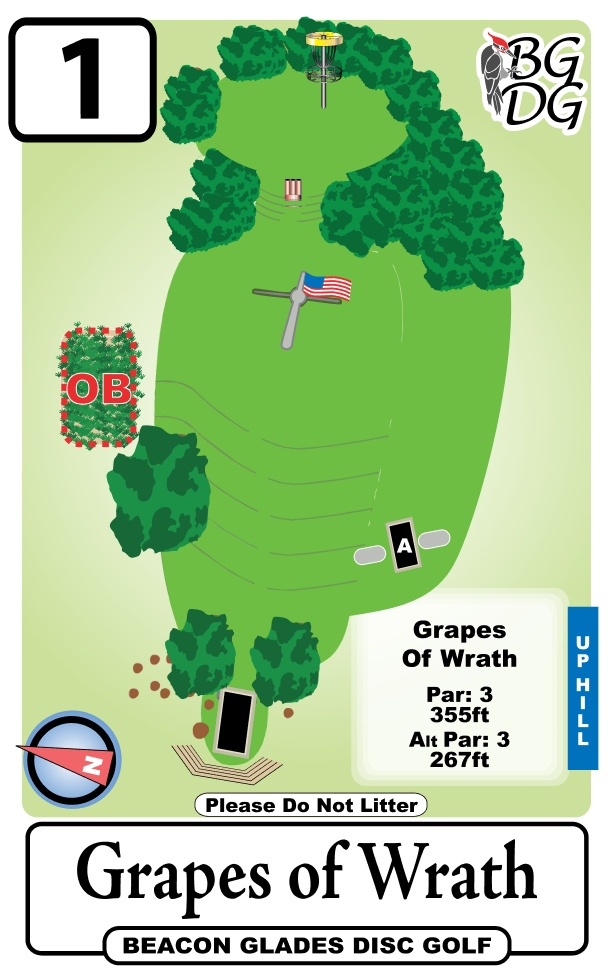 1
BG
DG
OB
A
Grapes
Of Wrath
Par: 3
355ft
Alt Par: 3
267ft
UP HILL
N
Please Do Not Litter
Grapes of Wrath
BEACON GLADES DISC GOLF